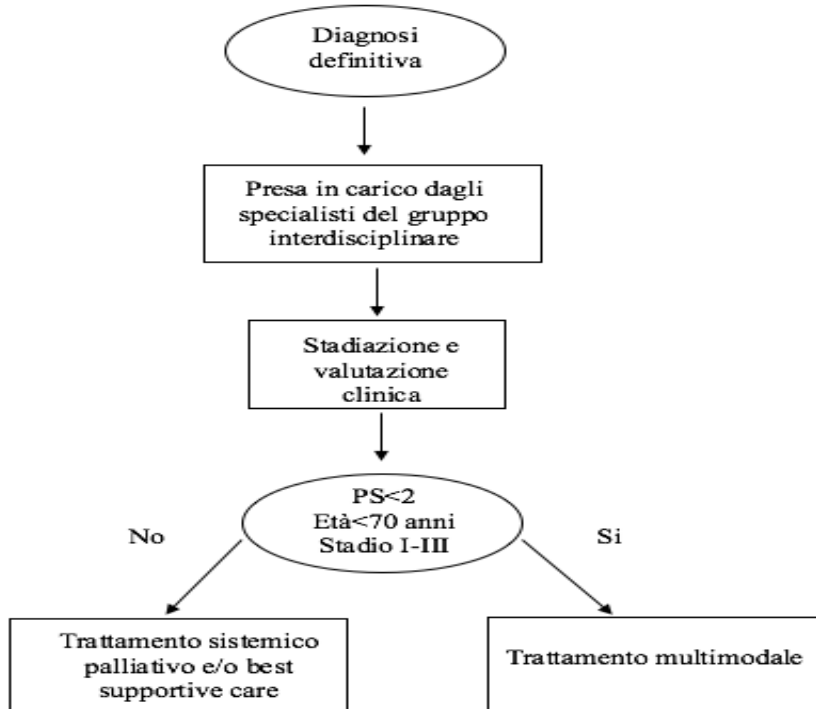 Diagnosi
definitiva
Presa in carico dagli
specialisti del gruppo
interdisciplinare
Stadiazione e
valutazione
clinica
PS<2
Età<70 anni
Stadio I-III
No
Si
Trattamento sistemico
palliativo e/o best
supportive care
Trattamento multimodale